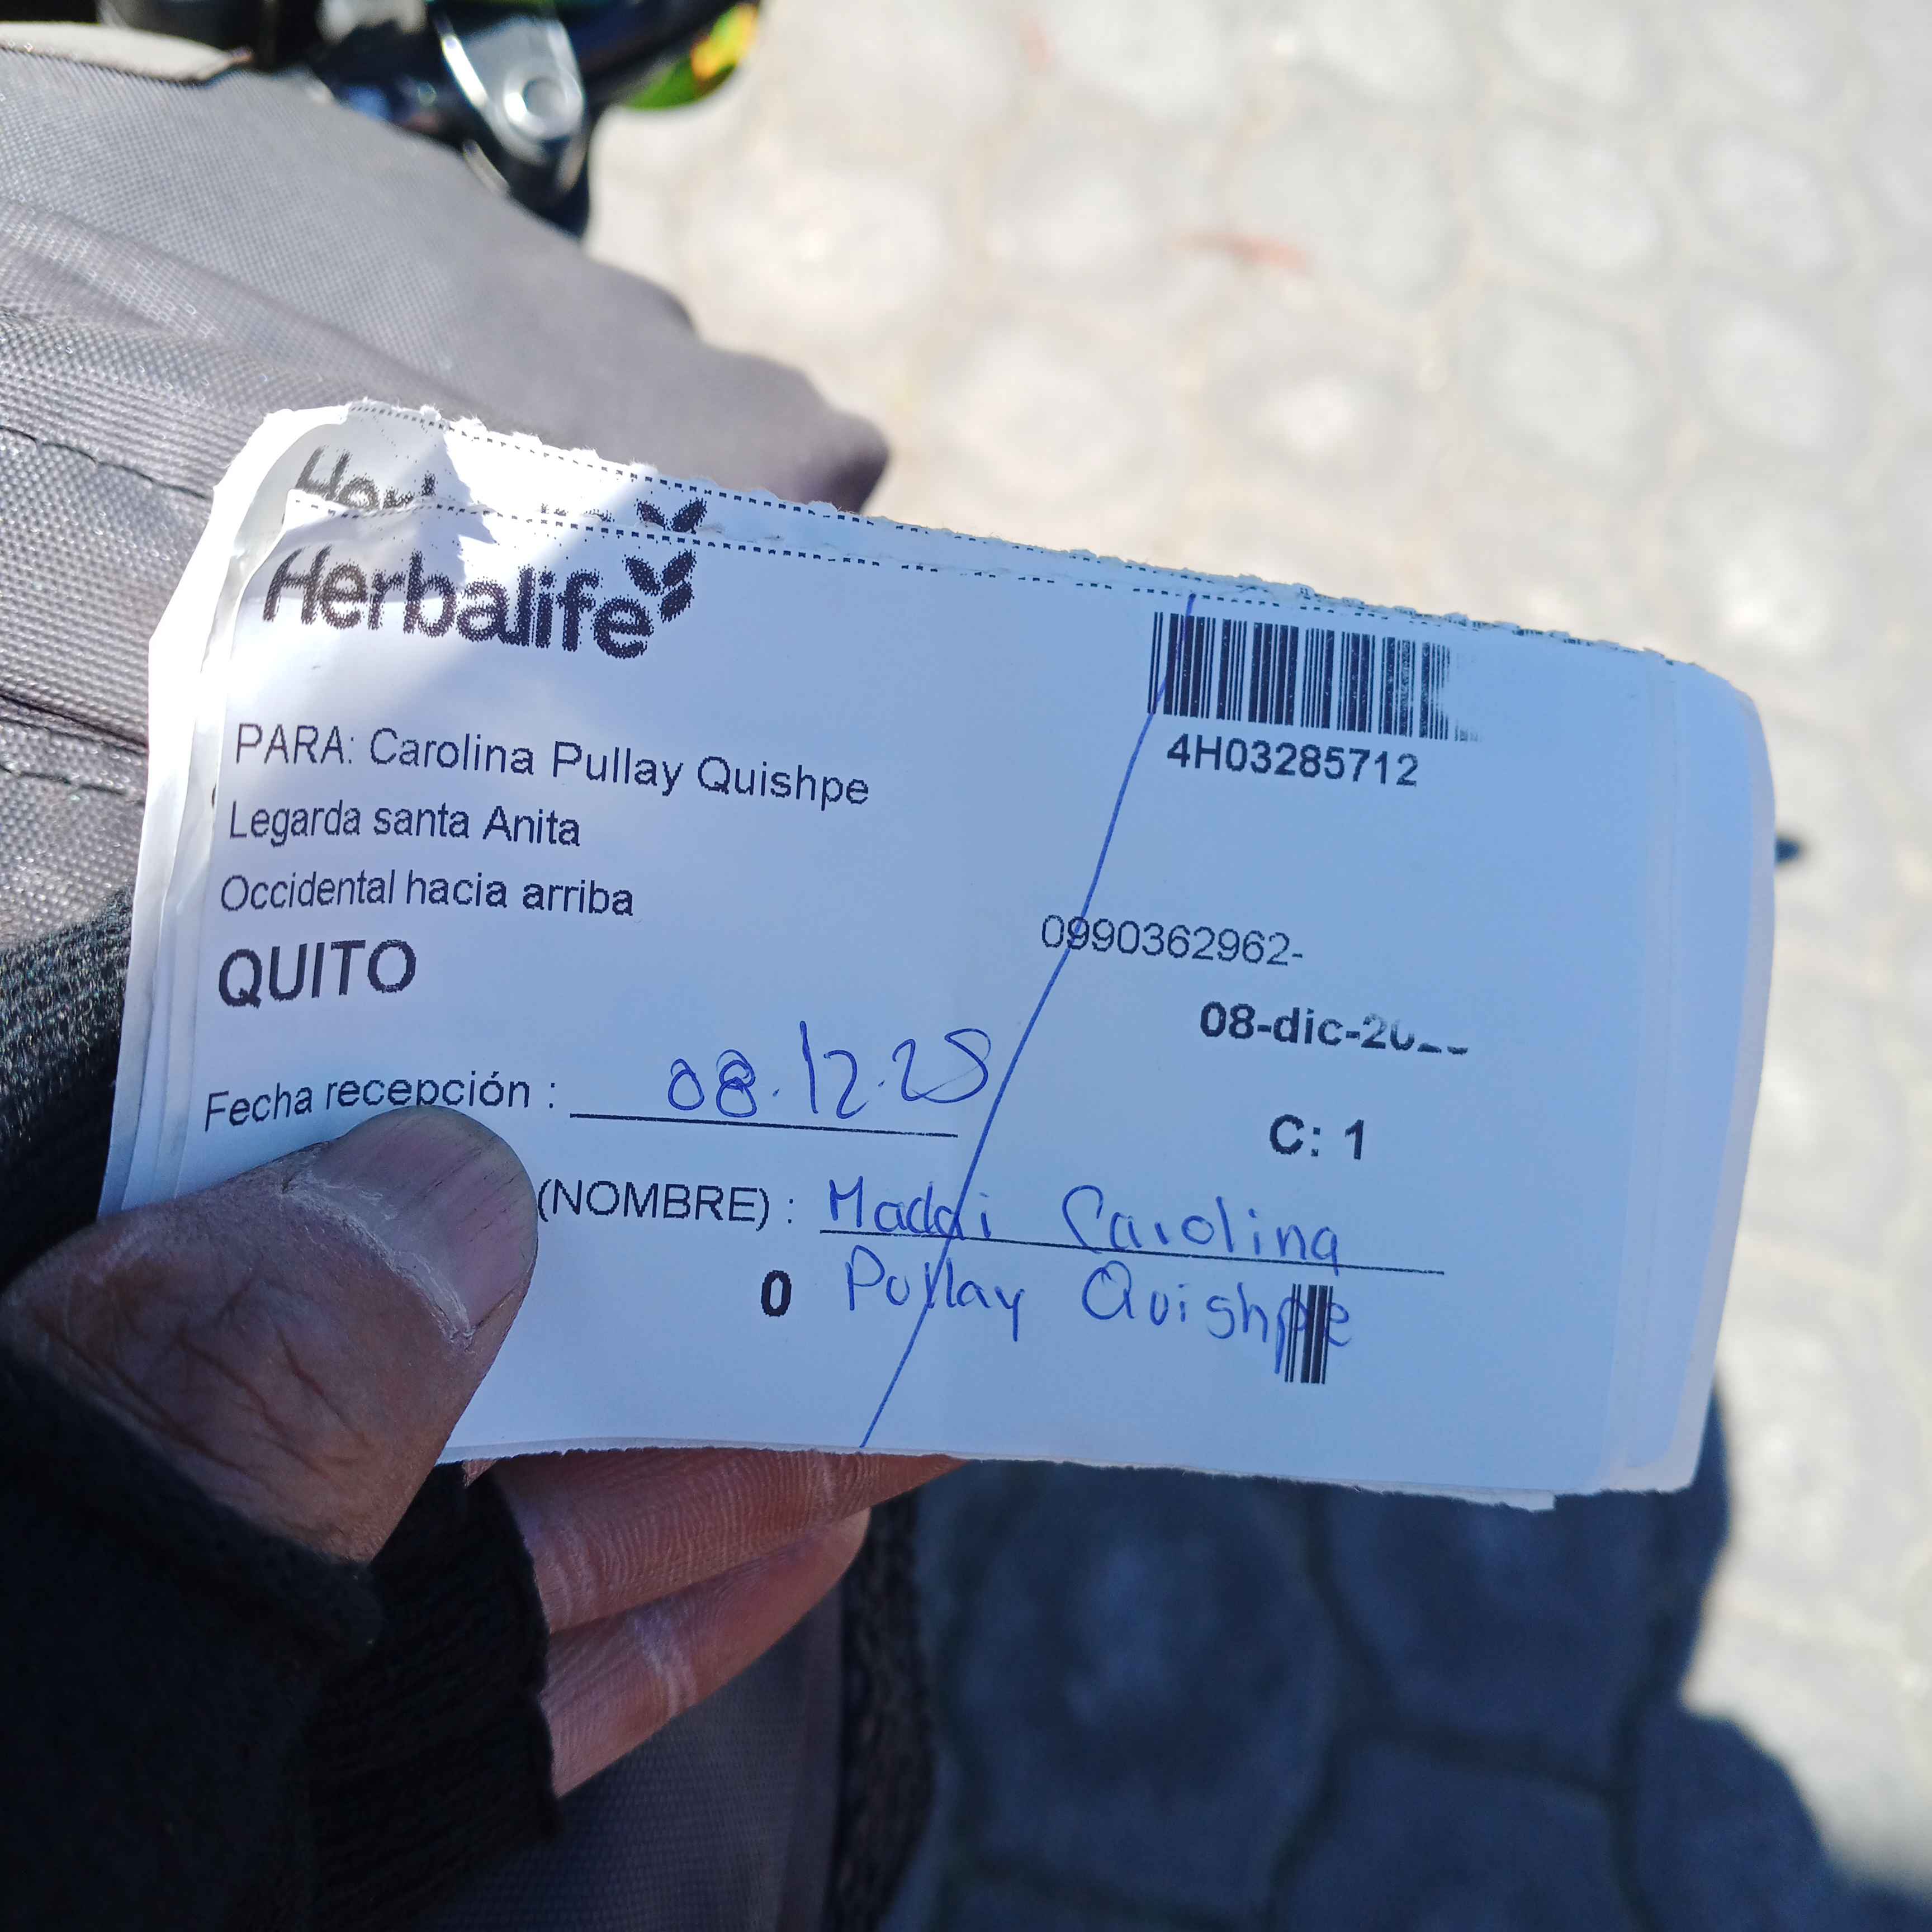 Herbalife
4H03285712
PARA: Carolina Pullay Quishpe
Legarda santa Anita
Occidental hacia arriba
0990362962-
QUITO
08-dic-
Fecha recepción : 08.12.25
C: 1
(NOMBRE) : Maddi Carolina
0 Pullay Quishpe